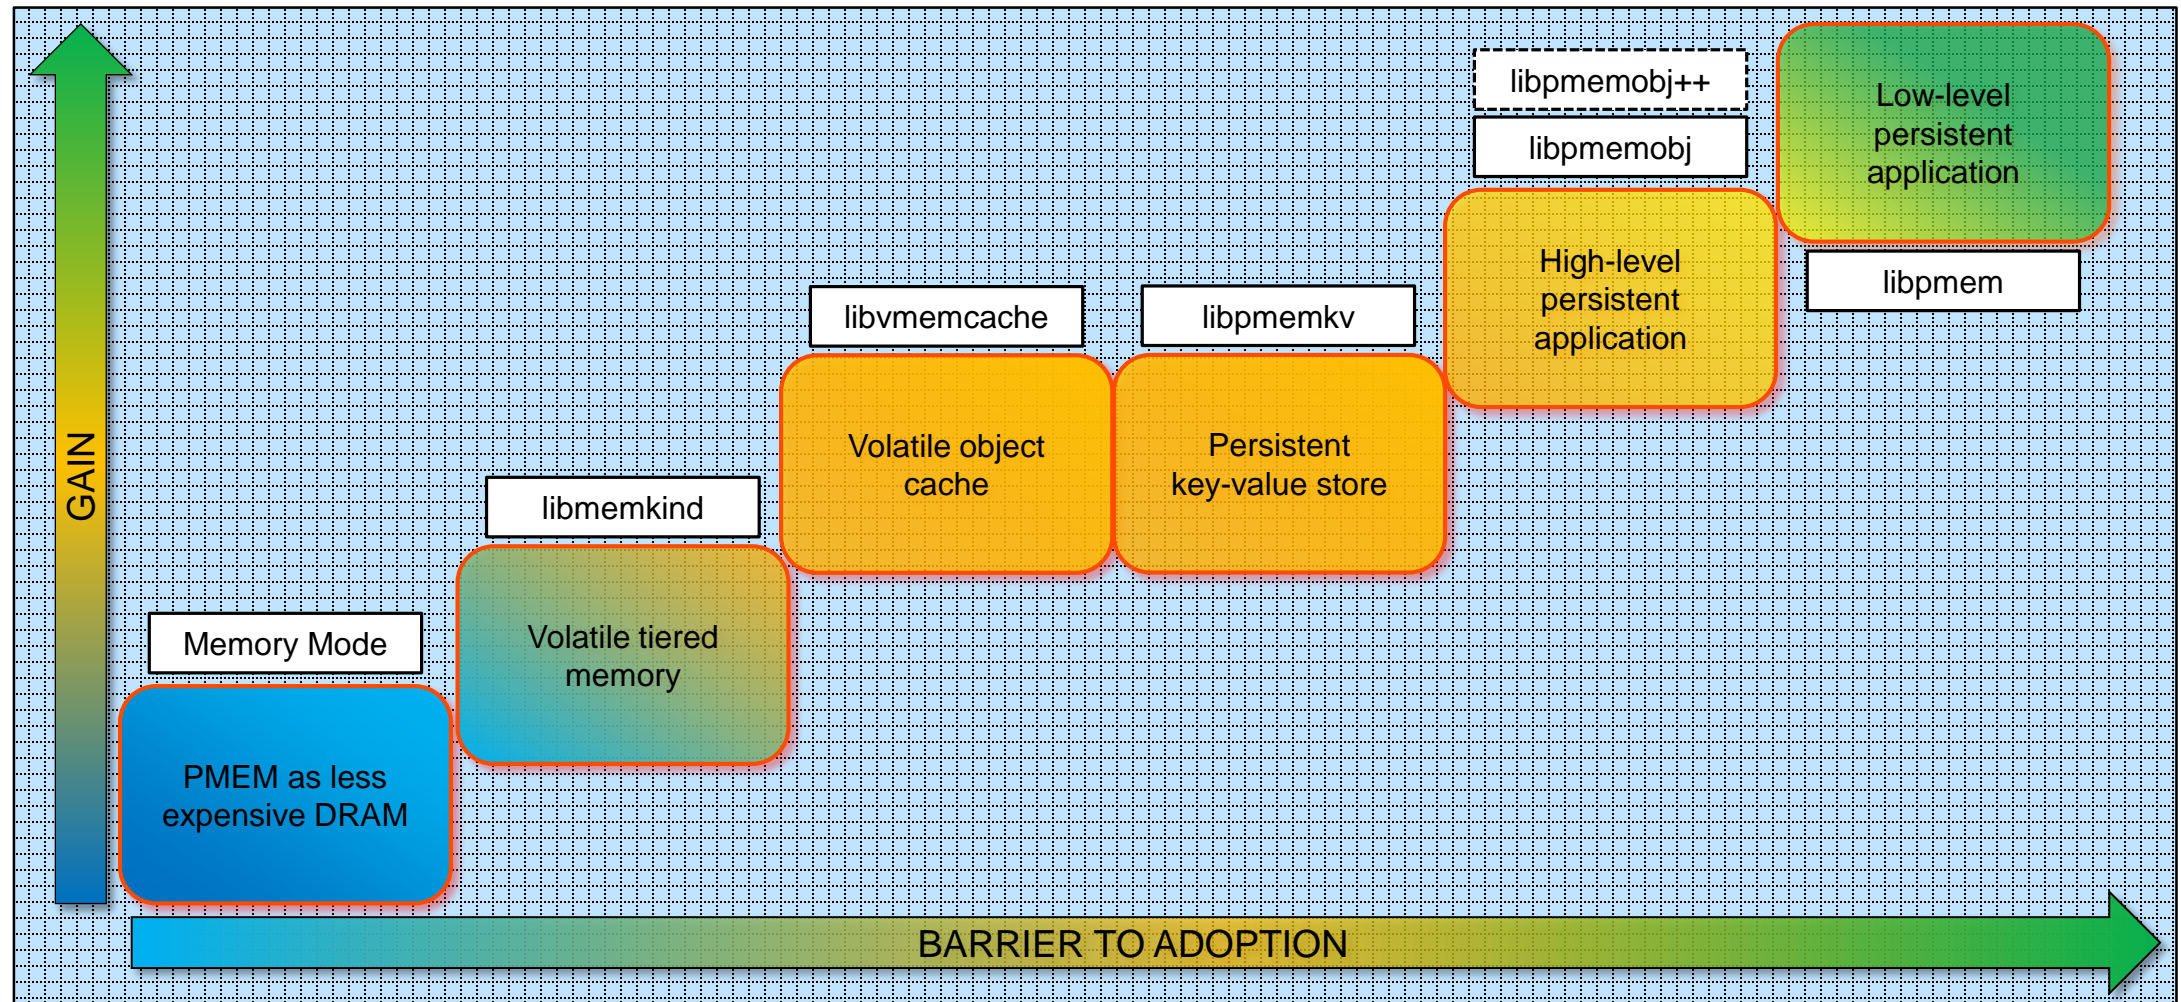 GAIN
Memory Mode
PMEM as less
expensive DRAM
libmemkind
Volatile tiered
memory
libvmemcache
Volatile object
cache
libpmemkv
Persistent
key-value store
libpmemobj++
libpmemobj
High-level
persistent
application
Low-level
persistent
application
libpmem
BARRIER TO ADOPTION